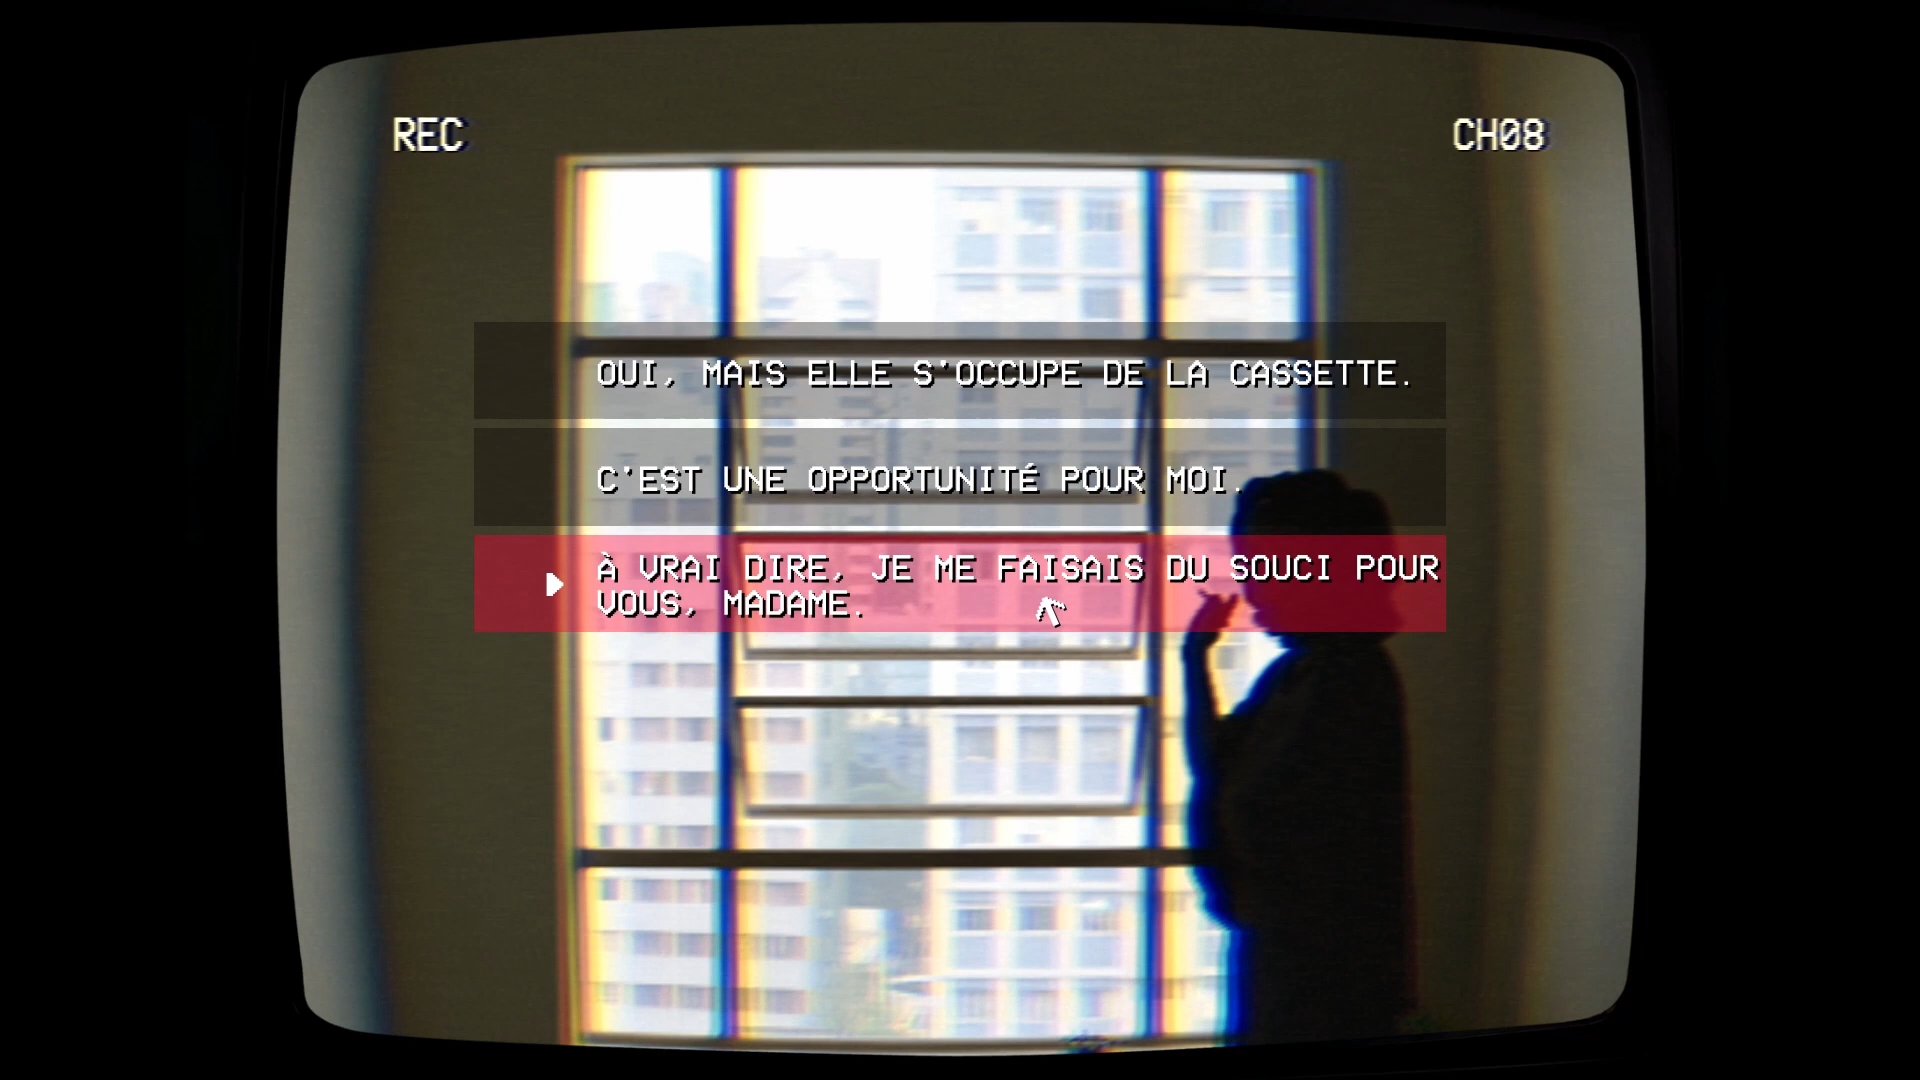 REC
CH08
OUI, MAIS ELLE S'OCCUPE DE LA CASSETTE.
C'EST UNE OPPORTUNITÉ POUR MOI.
À VRAI DIRE, JE ME FAISAIS DU SOUCI POUR
VOUS, MADAME.